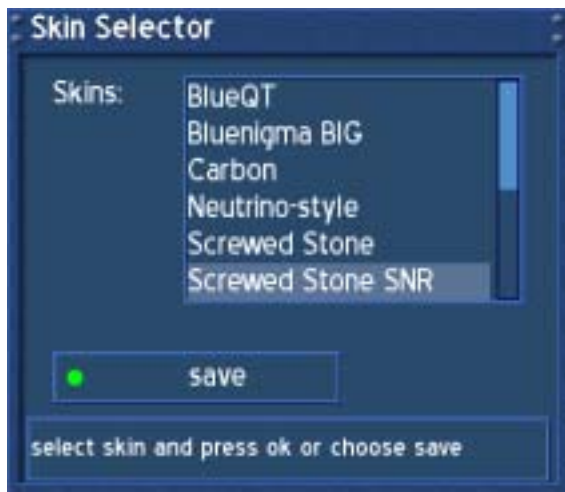 Skin Selector
Skins:
BlueQT
Bluenigma BIG
Carbon
Neutrino-style
Screwed Stone
Screwed Stone SNR
save
select skin and press ok or choose save